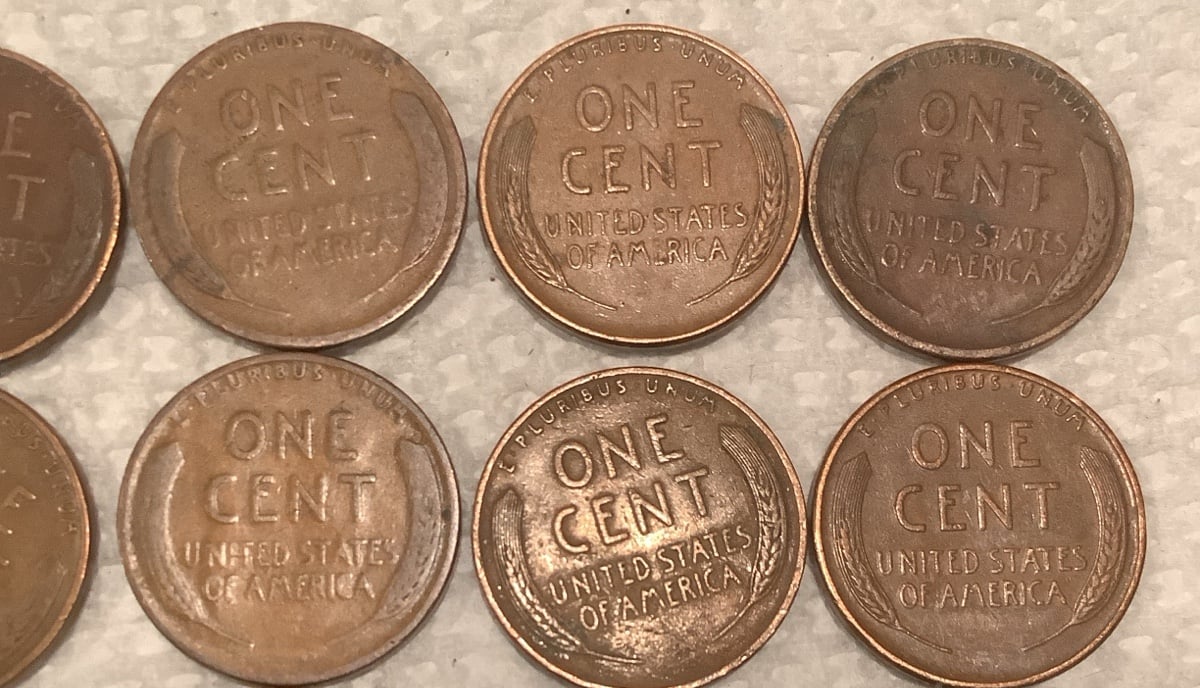 E
T
E · PLURIBUS · UNUM
ONE
CENT
UNITED STATES
OF AMERICA
E · PLURIBUS · UNUM
ONE
CENT
UNITED STATES
OF AMERICA
E · PLURIBUS · UNUM
ONE
CENT
UNITED STATES
OF AMERICA
E · PLURIBUS · UNUM
ONE
CENT
UNITED STATES
OF AMERICA
E · PLURIBUS · UNUM
ONE
CENT
UNITED STATES
OF AMERICA
E · PLURIBUS · UNUM
ONE
CENT
UNITED STATES
OF AMERICA